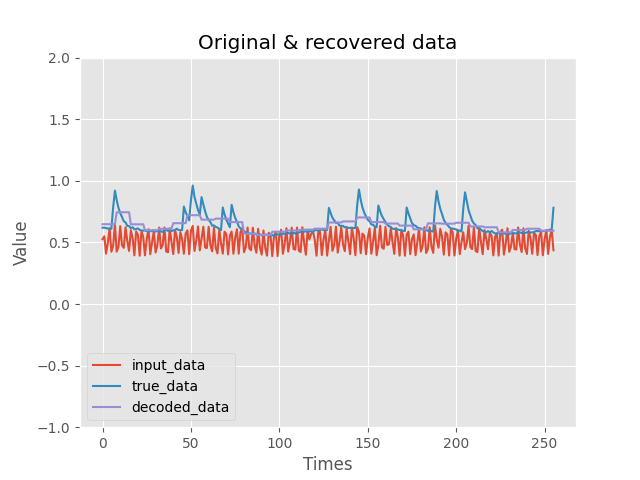 Original & recovered data
2.0
1.5
1.0
0.5
0.0
−0.5
−1.0
Value
input_data
true_data
decoded_data
0 50 100 150 200 250
Times